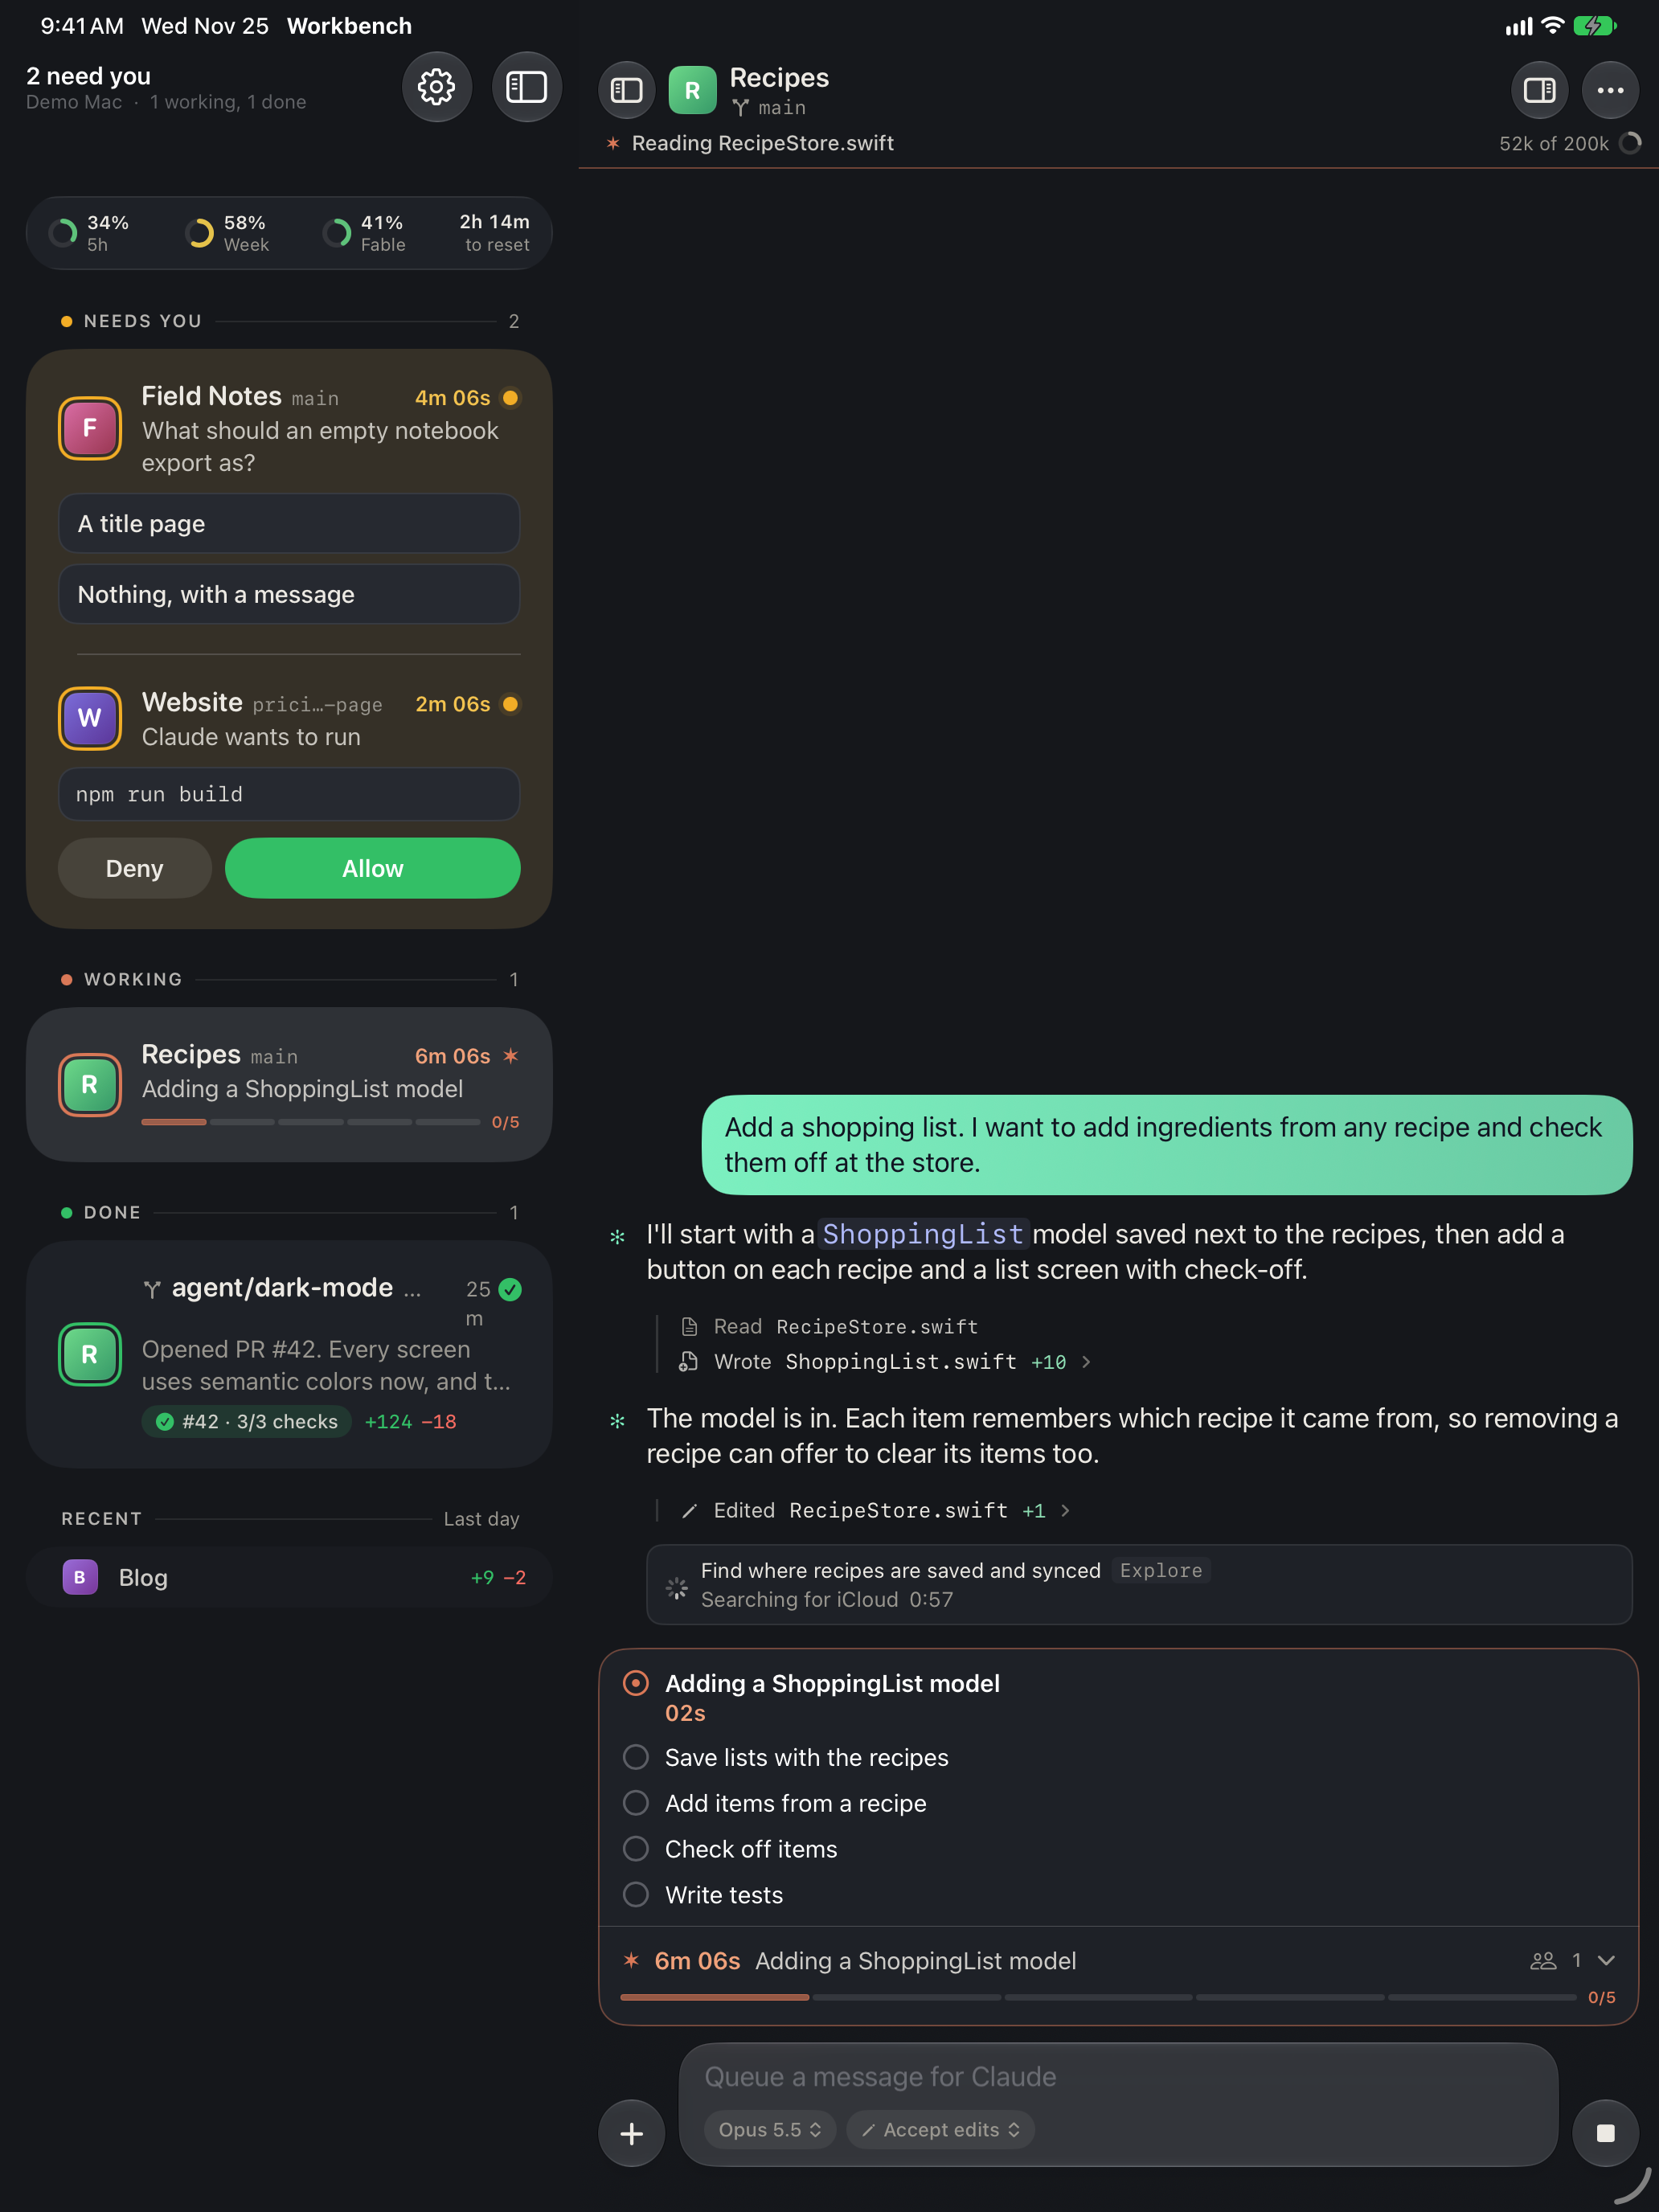 9:41 AM Wed Nov 25 Workbench
2 need you
Demo Mac · 1 working, 1 done
34%
5h
58%
Week
41%
Fable
2h 14m
to reset
NEEDS YOU 2
F
Field Notes main 4m 06s
What should an empty notebook
export as?
A title page
Nothing, with a message
W
Website prici…-page 2m 06s
Claude wants to run
npm run build
Deny
Allow
WORKING 1
R
Recipes main 6m 06s
Adding a ShoppingList model
0/5
DONE 1
R
agent/dark-mode … 25
m
Opened PR #42. Every screen
uses semantic colors now, and t...
#42 · 3/3 checks +124 −18
RECENT Last day
B
Blog +9 −2
R
Recipes
main
Reading RecipeStore.swift 52k of 200k
Add a shopping list. I want to add ingredients from any recipe and check
them off at the store.
I'll start with a ShoppingList model saved next to the recipes, then add a
button on each recipe and a list screen with check-off.
Read RecipeStore.swift
Wrote ShoppingList.swift +10
The model is in. Each item remembers which recipe it came from, so removing a
recipe can offer to clear its items too.
Edited RecipeStore.swift +1
Find where recipes are saved and synced Explore
Searching for iCloud 0:57
Adding a ShoppingList model
02s
Save lists with the recipes
Add items from a recipe
Check off items
Write tests
6m 06s Adding a ShoppingList model 1
0/5
Queue a message for Claude
Opus 5.5 Accept edits